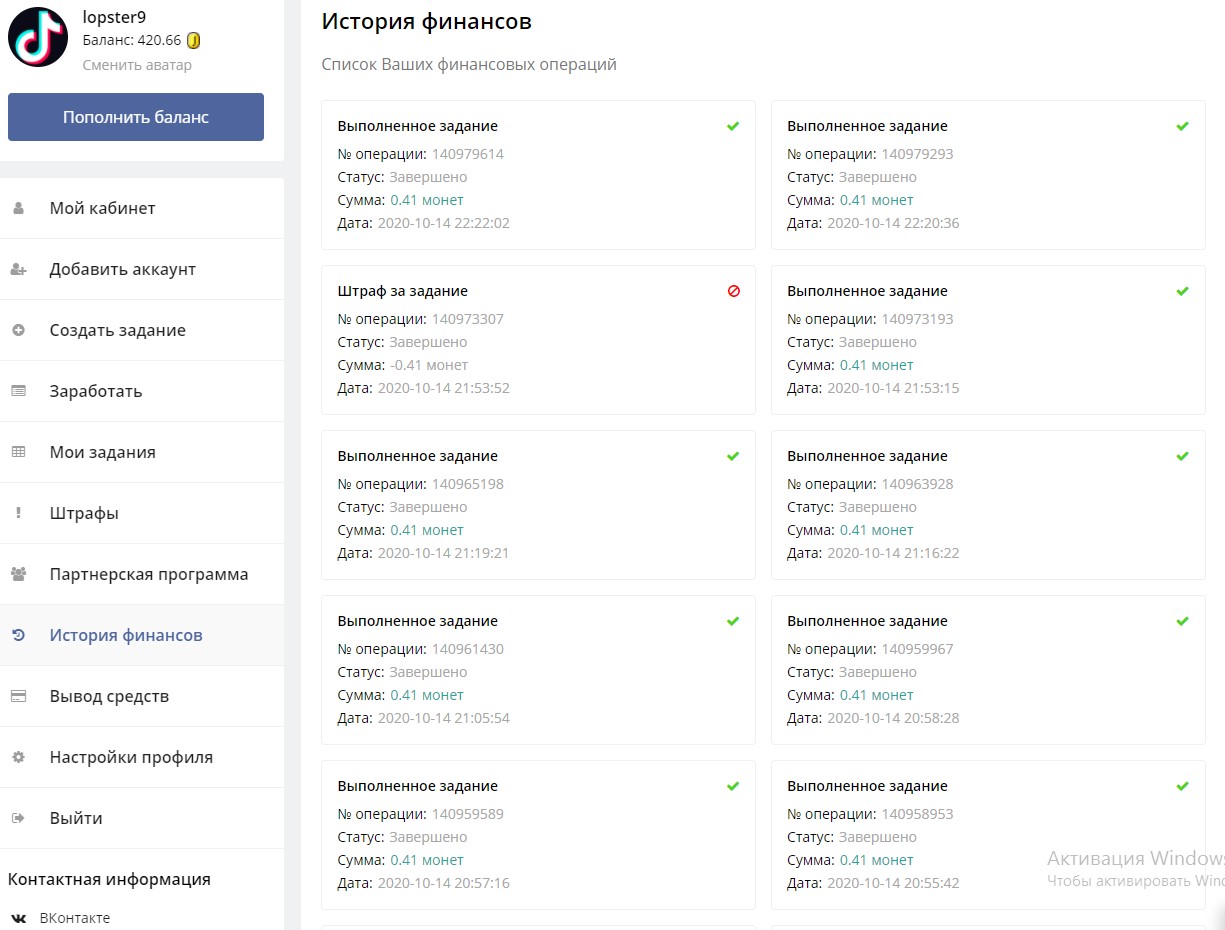 lopster9
Баланс: 420.66
Сменить аватар
Пополнить баланс
Мой кабинет
Добавить аккаунт
Создать задание
Заработать
Мои задания
Штрафы
Партнерская программа
История финансов
Вывод средств
Настройки профиля
Выйти
Контактная информация
ВКонтакте
История финансов
Список Ваших финансовых операций
Выполненное задание
№ операции: 140979614
Статус: Завершено
Сумма: 0.41 монет
Дата: 2020-10-14 22:22:02
Выполненное задание
№ операции: 140979293
Статус: Завершено
Сумма: 0.41 монет
Дата: 2020-10-14 22:20:36
Штраф за задание
№ операции: 140973307
Статус: Завершено
Сумма: -0.41 монет
Дата: 2020-10-14 21:53:52
Выполненное задание
№ операции: 140973193
Статус: Завершено
Сумма: 0.41 монет
Дата: 2020-10-14 21:53:15
Выполненное задание
№ операции: 140965198
Статус: Завершено
Сумма: 0.41 монет
Дата: 2020-10-14 21:19:21
Выполненное задание
№ операции: 140963928
Статус: Завершено
Сумма: 0.41 монет
Дата: 2020-10-14 21:16:22
Выполненное задание
№ операции: 140961430
Статус: Завершено
Сумма: 0.41 монет
Дата: 2020-10-14 21:05:54
Выполненное задание
№ операции: 140959967
Статус: Завершено
Сумма: 0.41 монет
Дата: 2020-10-14 20:58:28
Выполненное задание
№ операции: 140959589
Статус: Завершено
Сумма: 0.41 монет
Дата: 2020-10-14 20:57:16
Выполненное задание
№ операции: 140958953
Статус: Завершено
Сумма: 0.41 монет
Дата: 2020-10-14 20:55:42
Активация Windows
Чтобы активировать Wind